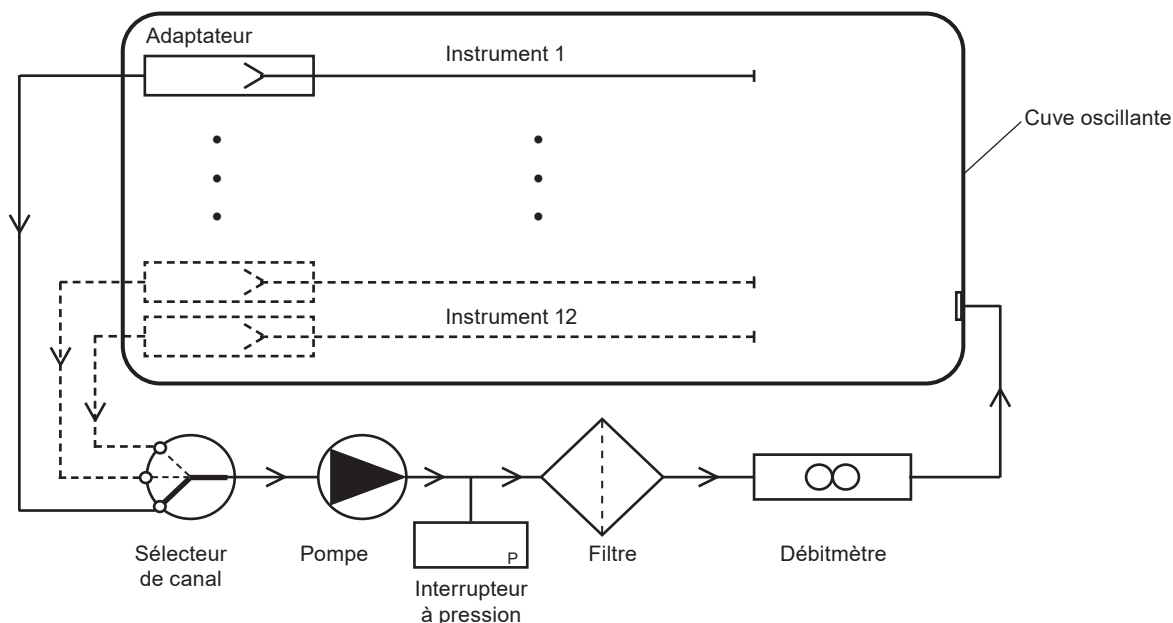 Adaptateur
Instrument 1
Cuve oscillante
Instrument 12
Sélecteur
de canal
Pompe
P
Interrupteur
à pression
Filtre
Débitmètre